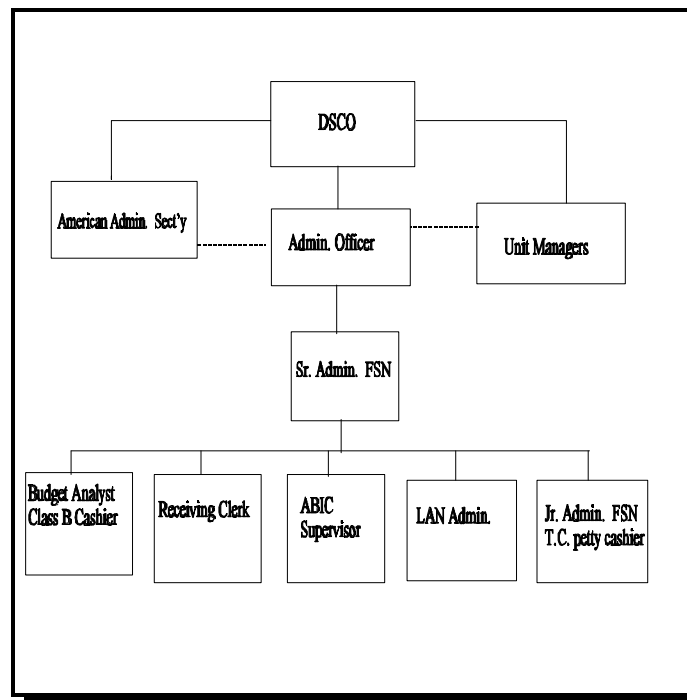 DSCO
American Admin. Sect'y
Admin. Officer
Unit Managers
Sr. Admin. FSN
Budget Analyst
Class B Cashier
Receiving Clerk
ABIC
Supervisor
LAN Admin.
Jr. Admin. FSN
T.C. petty cashier